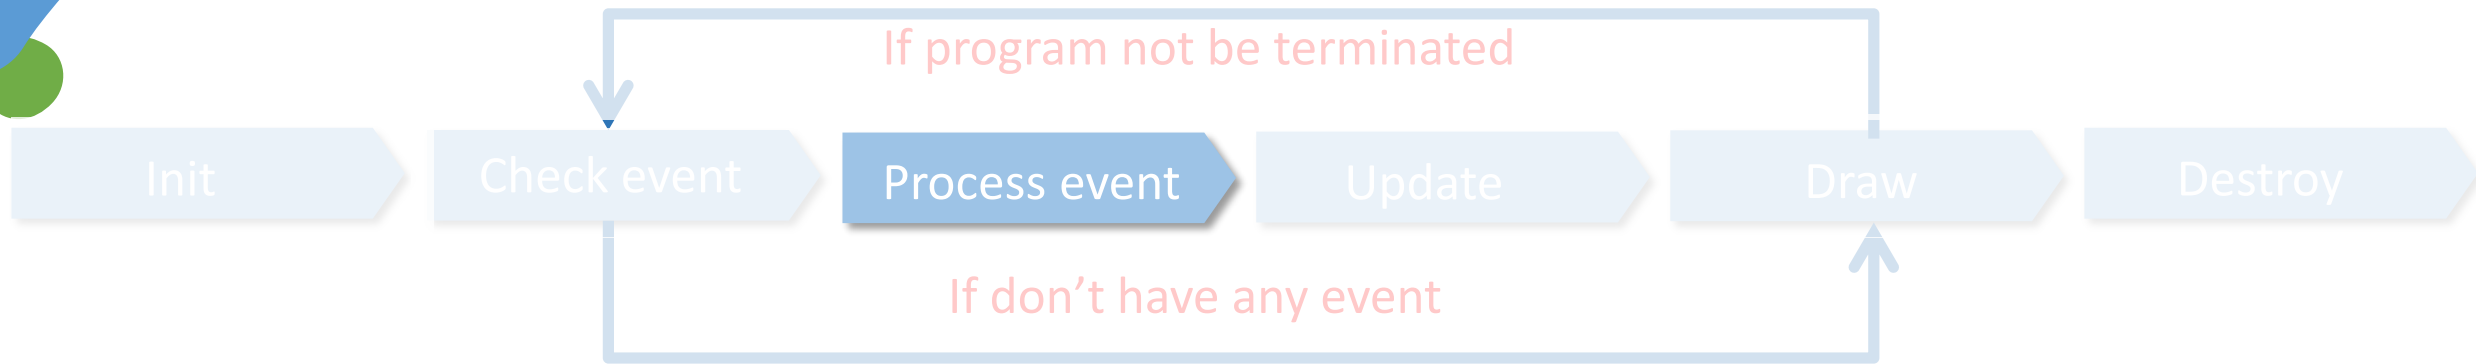 If program not be terminated
Init
Check event
Process event
Update
Draw
Destroy
If don’t have any event